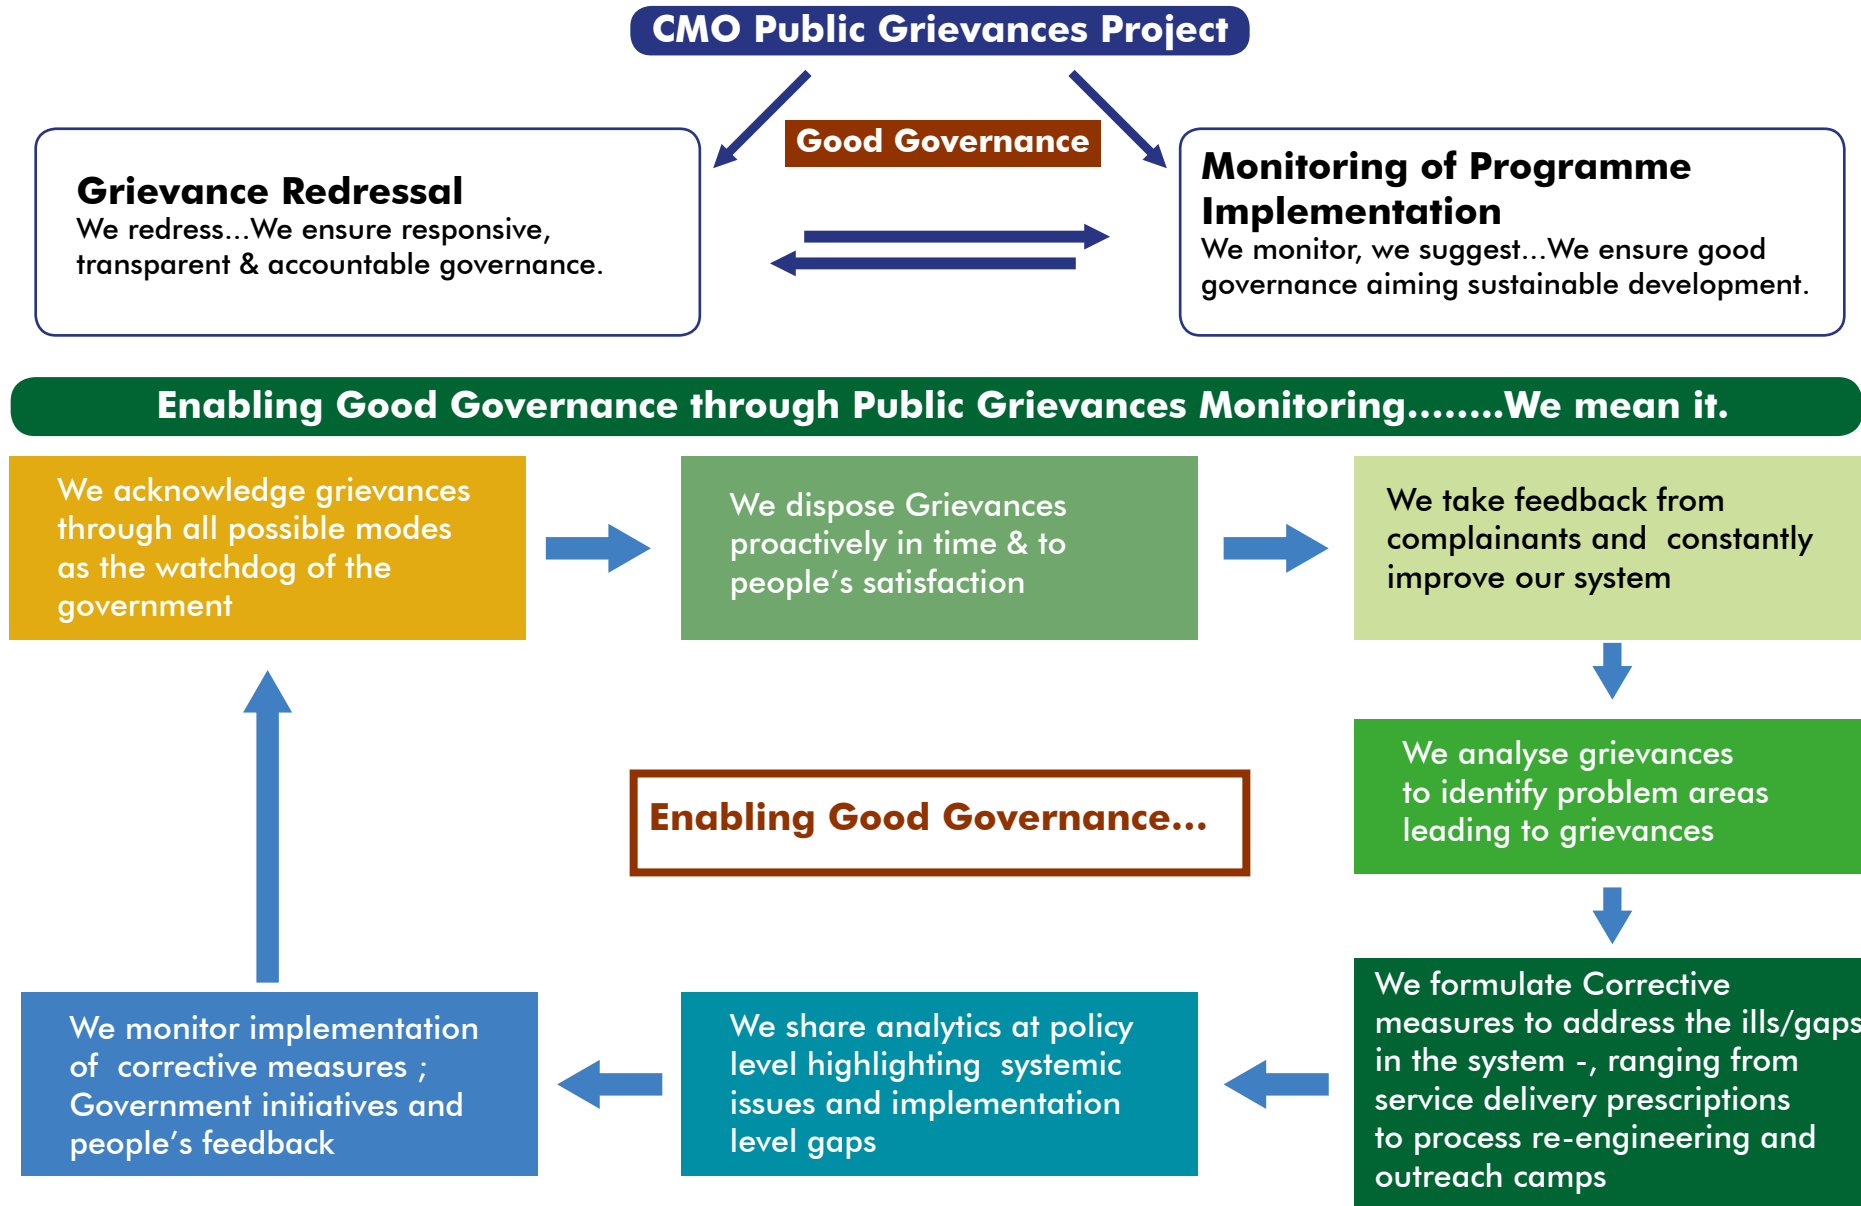 CMO Public Grievances Project
Good Governance
Grievance Redressal
We redress...We ensure responsive,
transparent & accountable governance.
Monitoring of Programme
Implementation
We monitor, we suggest...We ensure good
governance aiming sustainable development.
Enabling Good Governance through Public Grievances Monitoring........We mean it.
We acknowledge grievances
through all possible modes
as the watchdog of the
government
We dispose Grievances
proactively in time & to
people’s satisfaction
We take feedback from
complainants and  constantly
improve our system
We analyse grievances
to identify problem areas
leading to grievances
Enabling Good Governance...
We formulate Corrective
measures to address the ills/gaps
in the system -, ranging from
service delivery prescriptions
to process re-engineering and
outreach camps
We share analytics at policy
level highlighting  systemic
issues and implementation
level gaps
We monitor implementation
of  corrective measures ;
Government initiatives and
people’s feedback